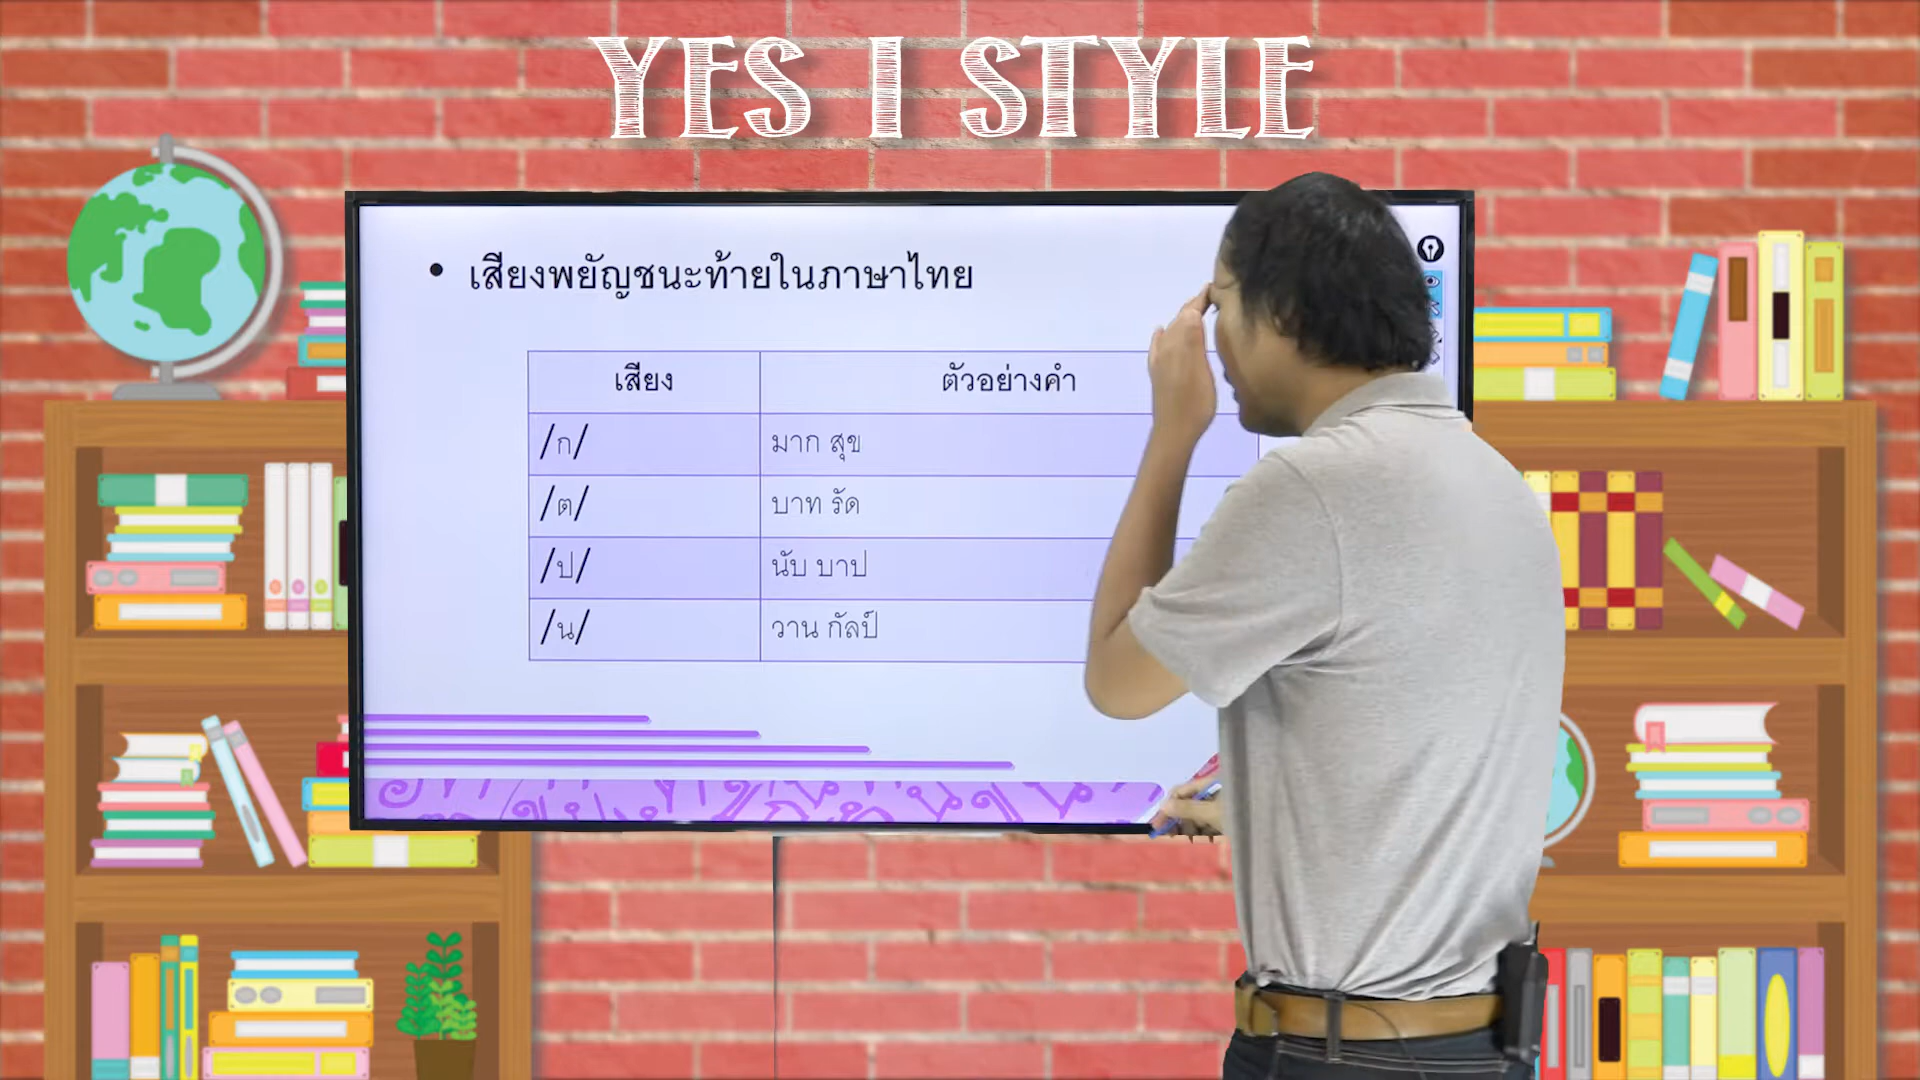 YES I STYLE
• เสียงพยัญชนะท้ายในภาษาไทย
เสียง ตัวอย่างคำ
/ก/ มาก สุข
/ต/ บาท รัด
/ป/ นับ บาป
/น/ วาน กัลป์